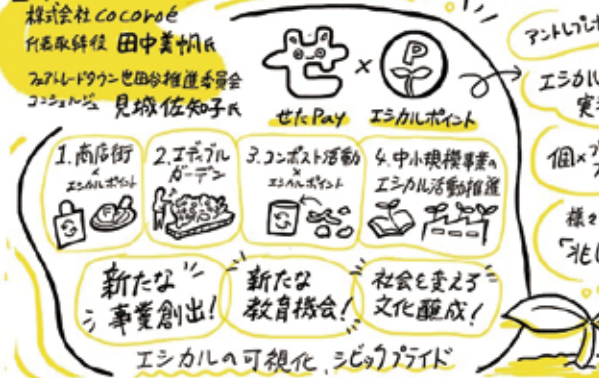 株式会社cocoroé
代表取締役 田中美帆氏
フェアトレードタウン世田谷推進委員会
コンシェルジュ 見城佐知子氏
せ × P
せたPay エシカルポイント
1.商店街
×
エシカルポイント
2.エディブル
ガーデン
3.コンポスト活動
×
エシカルポイント
4.中小規模事業の
エシカル活動推進
新たな
事業創出!
新たな
教育機会!
社会を変える
文化醸成!
エシカルの可視化、シビックプライド
エシカル
個×
様々